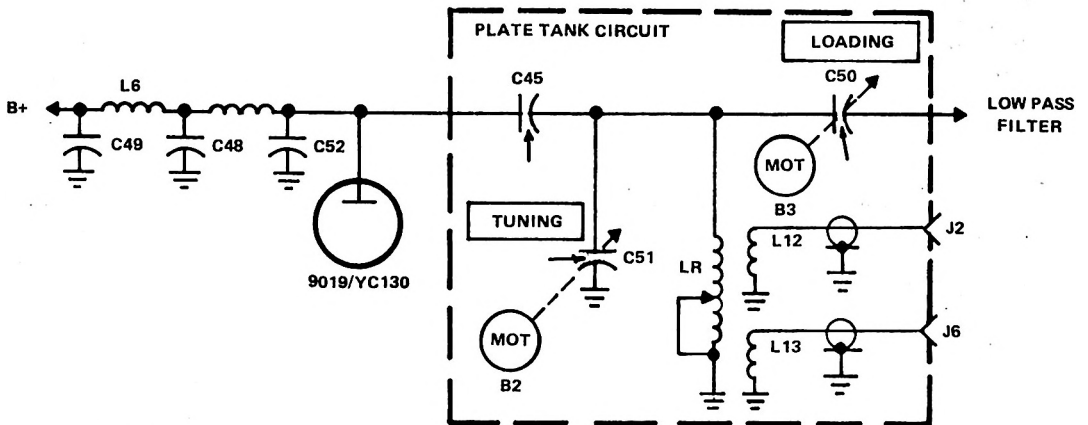 PLATE TANK CIRCUIT
LOADING
L6
C45
C50
B+
LOW PASS
FILTER
C49
C48
C52
MOT
B3
TUNING
J2
L12
C51
LR
9019/YC130
MOT
J6
L13
B2